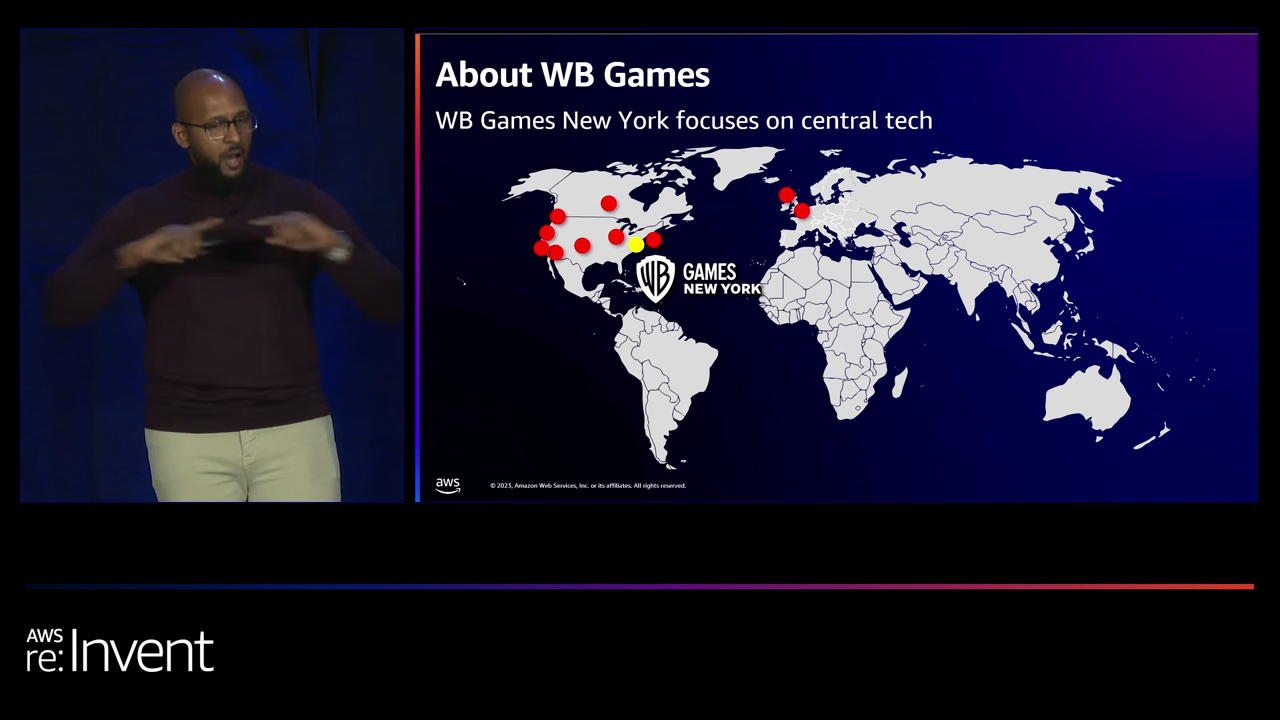 About WB Games
WB Games New York focuses on central tech
WB GAMES
NEW YORK
aws
© 2023, Amazon Web Services, Inc. or its affiliates. All rights reserved.
AWS
re:Invent